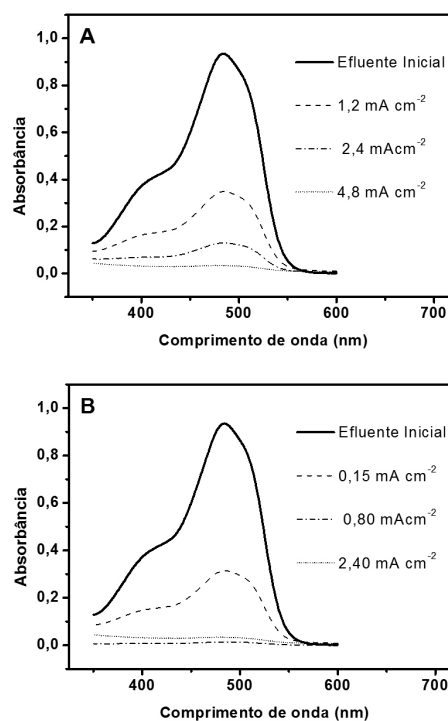 A
1,0
0,8
0,6
0,4
0,2
0,0
Absorbância
Efluente Inicial
1,2 mA cm-2
2,4 mAcm-2
4,8 mA cm-2
400 500 600 700
Comprimento de onda (nm)
B
1,0
0,8
0,6
0,4
0,2
0,0
Absorbância
Efluente Inicial
0,15 mA cm-2
0,80 mAcm-2
2,40 mA cm-2
400 500 600 700
Comprimento de onda (nm)